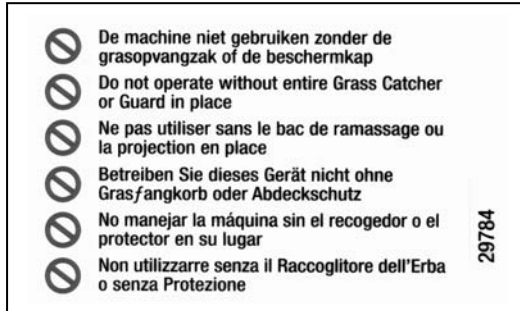 De machine niet gebruiken zonder de
grasopvangzak of de beschermkap
Do not operate without entire Grass Catcher
or Guard in place
Ne pas utiliser sans le bac de ramassage ou
la projection en place
Betreiben Sie dieses Gerät nicht ohne
Grasƒangkorb oder Abdeckschutz
No manejar la máquina sin el recogedor o el
protector en su lugar
Non utilizzarre senza il Raccoglitore dell'Erba
o senza Protezione
29784